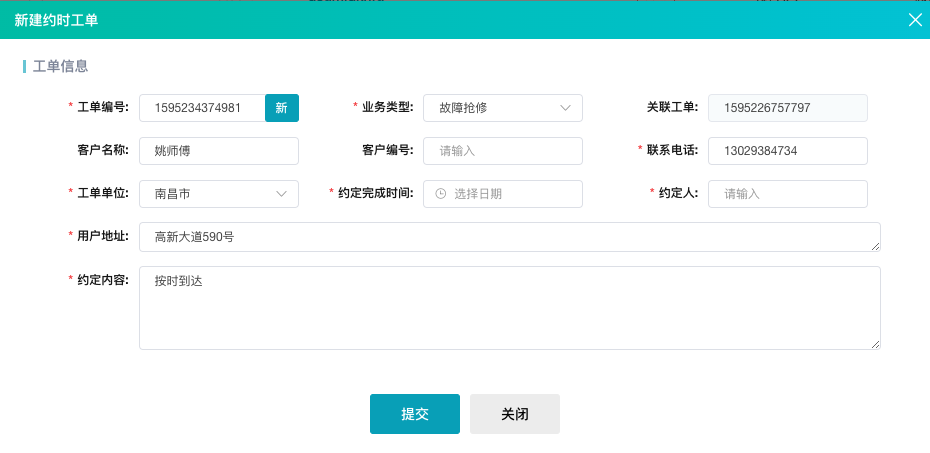 新建约时工单
工单信息
* 工单编号: 1595234374981 新 * 业务类型: 故障抢修 关联工单: 1595226757797
客户名称: 姚师傅 客户编号: 请输入 * 联系电话: 13029384734
* 工单单位: 南昌市 * 约定完成时间: 选择日期 * 约定人: 请输入
* 用户地址: 高新大道590号
* 约定内容: 按时到达
提交 关闭